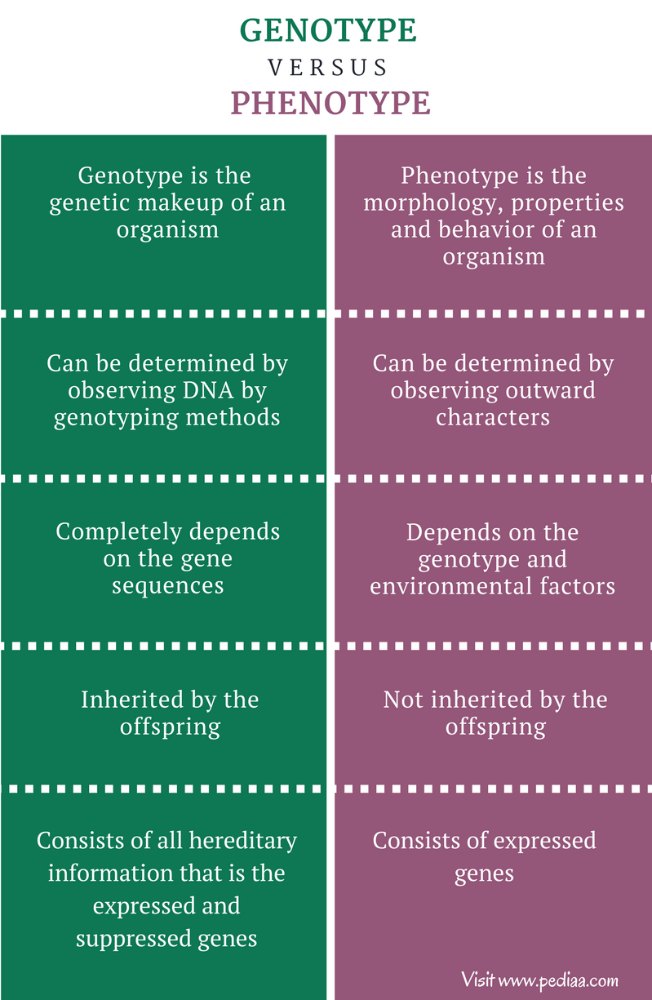 GENOTYPE
VERSUS
PHENOTYPE
Genotype is the
genetic makeup of an
organism
Phenotype is the
morphology, properties
and behavior of an
organism
Can be determined by
observing DNA by
genotyping methods
Can be determined by
observing outward
characters
Completely depends
on the gene
sequences
Depends on the
genotype and
environmental factors
Inherited by the
offspring
Not inherited by the
offspring
Consists of all hereditary
information that is the
expressed and
suppressed genes
Consists of expressed
genes
Visit www.pediaa.com